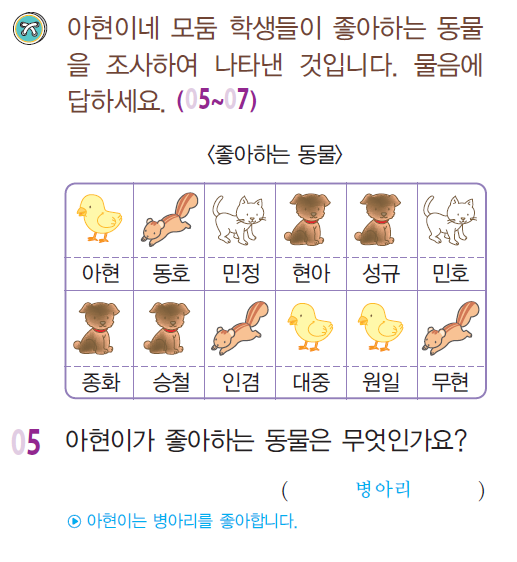 아현이네 모둠 학생들이 좋아하는 동물
을 조사하여 나타낸 것입니다. 물음에
답하세요. (05~07)
<좋아하는 동물>
아현 동호 민정 현아 성규 민호
종화 승철 인겸 대중 원일 무현
05 아현이가 좋아하는 동물은 무엇인가요?
( 병아리 )
아현이는 병아리를 좋아합니다.